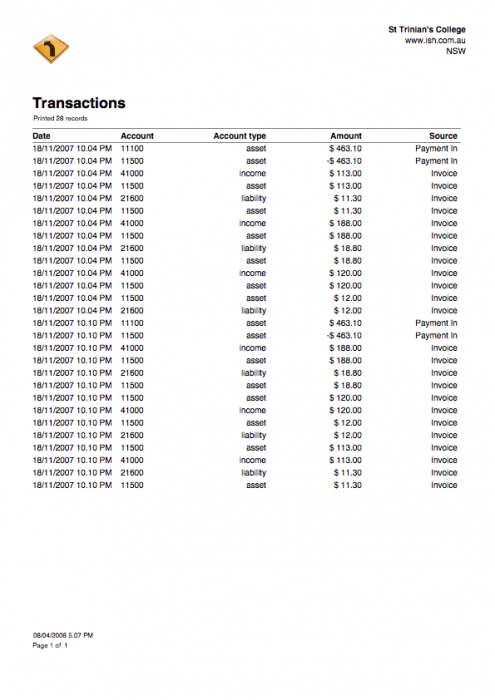 St Trinian's College
www.ish.com.au
NSW
Transactions
Printed 28 records
Date Account Account type Amount Source
18/11/2007 10.04 PM 11100 asset $ 463.10 Payment In
18/11/2007 10.04 PM 11500 asset -$ 463.10 Payment In
18/11/2007 10.04 PM 41000 income $ 113.00 Invoice
18/11/2007 10.04 PM 11500 asset $ 113.00 Invoice
18/11/2007 10.04 PM 21600 liability $ 11.30 Invoice
18/11/2007 10.04 PM 11500 asset $ 11.30 Invoice
18/11/2007 10.04 PM 41000 income $ 188.00 Invoice
18/11/2007 10.04 PM 11500 asset $ 188.00 Invoice
18/11/2007 10.04 PM 21600 liability $ 18.80 Invoice
18/11/2007 10.04 PM 11500 asset $ 18.80 Invoice
18/11/2007 10.04 PM 41000 income $ 120.00 Invoice
18/11/2007 10.04 PM 11500 asset $ 120.00 Invoice
18/11/2007 10.04 PM 11500 asset $ 12.00 Invoice
18/11/2007 10.04 PM 21600 liability $ 12.00 Invoice
18/11/2007 10.10 PM 11100 asset $ 463.10 Payment In
18/11/2007 10.10 PM 11500 asset -$ 463.10 Payment In
18/11/2007 10.10 PM 41000 income $ 188.00 Invoice
18/11/2007 10.10 PM 11500 asset $ 188.00 Invoice
18/11/2007 10.10 PM 21600 liability $ 18.80 Invoice
18/11/2007 10.10 PM 11500 asset $ 18.80 Invoice
18/11/2007 10.10 PM 11500 asset $ 120.00 Invoice
18/11/2007 10.10 PM 41000 income $ 120.00 Invoice
18/11/2007 10.10 PM 11500 asset $ 12.00 Invoice
18/11/2007 10.10 PM 21600 liability $ 12.00 Invoice
18/11/2007 10.10 PM 11500 asset $ 113.00 Invoice
18/11/2007 10.10 PM 41000 income $ 113.00 Invoice
18/11/2007 10.10 PM 21600 liability $ 11.30 Invoice
18/11/2007 10.10 PM 11500 asset $ 11.30 Invoice
08/04/2008 5.07 PM
Page 1 of 1